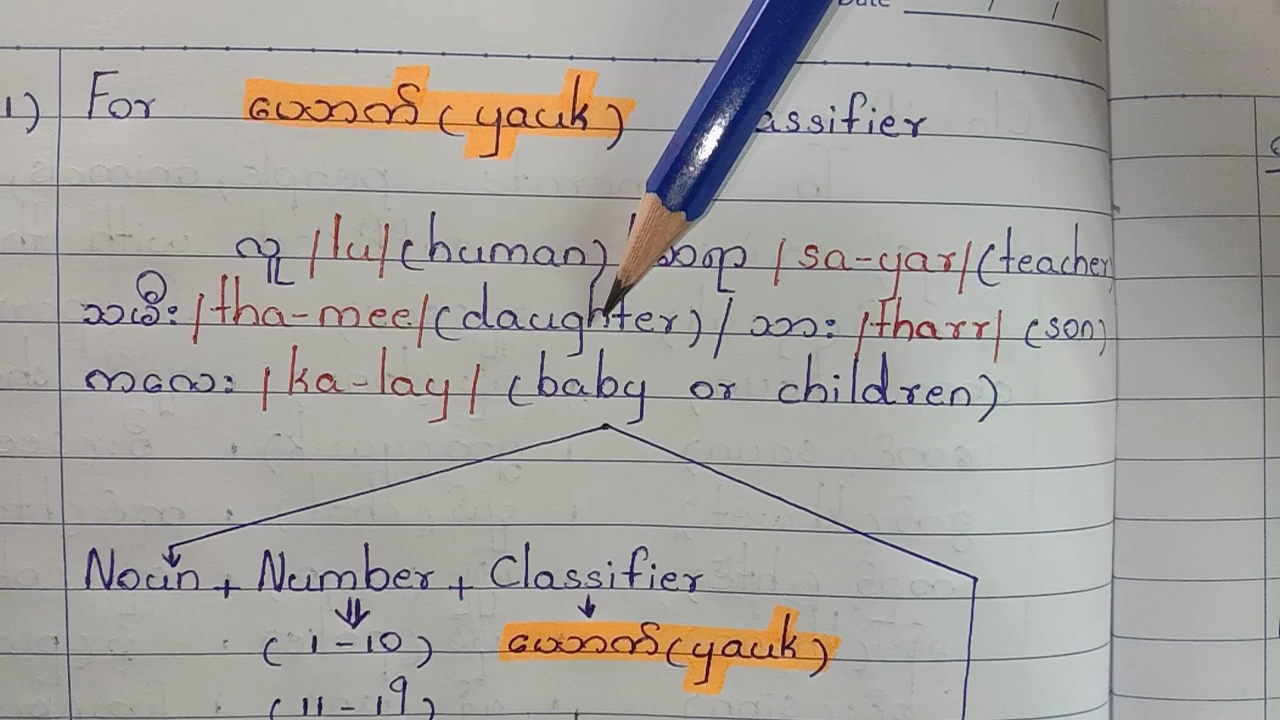 Date
1) For ယောက် (yauk) assifier
လူ /lu/ (human) / ဆရာ /sa-yar/ (teacher)
သမီး /tha-mee/ (daughter) / သား /tharr/ (son)
ကလေး /ka-lay/ (baby or children)
Noun + Number + Classifier
(1-10) ယောက် (yauk)
(11-19)